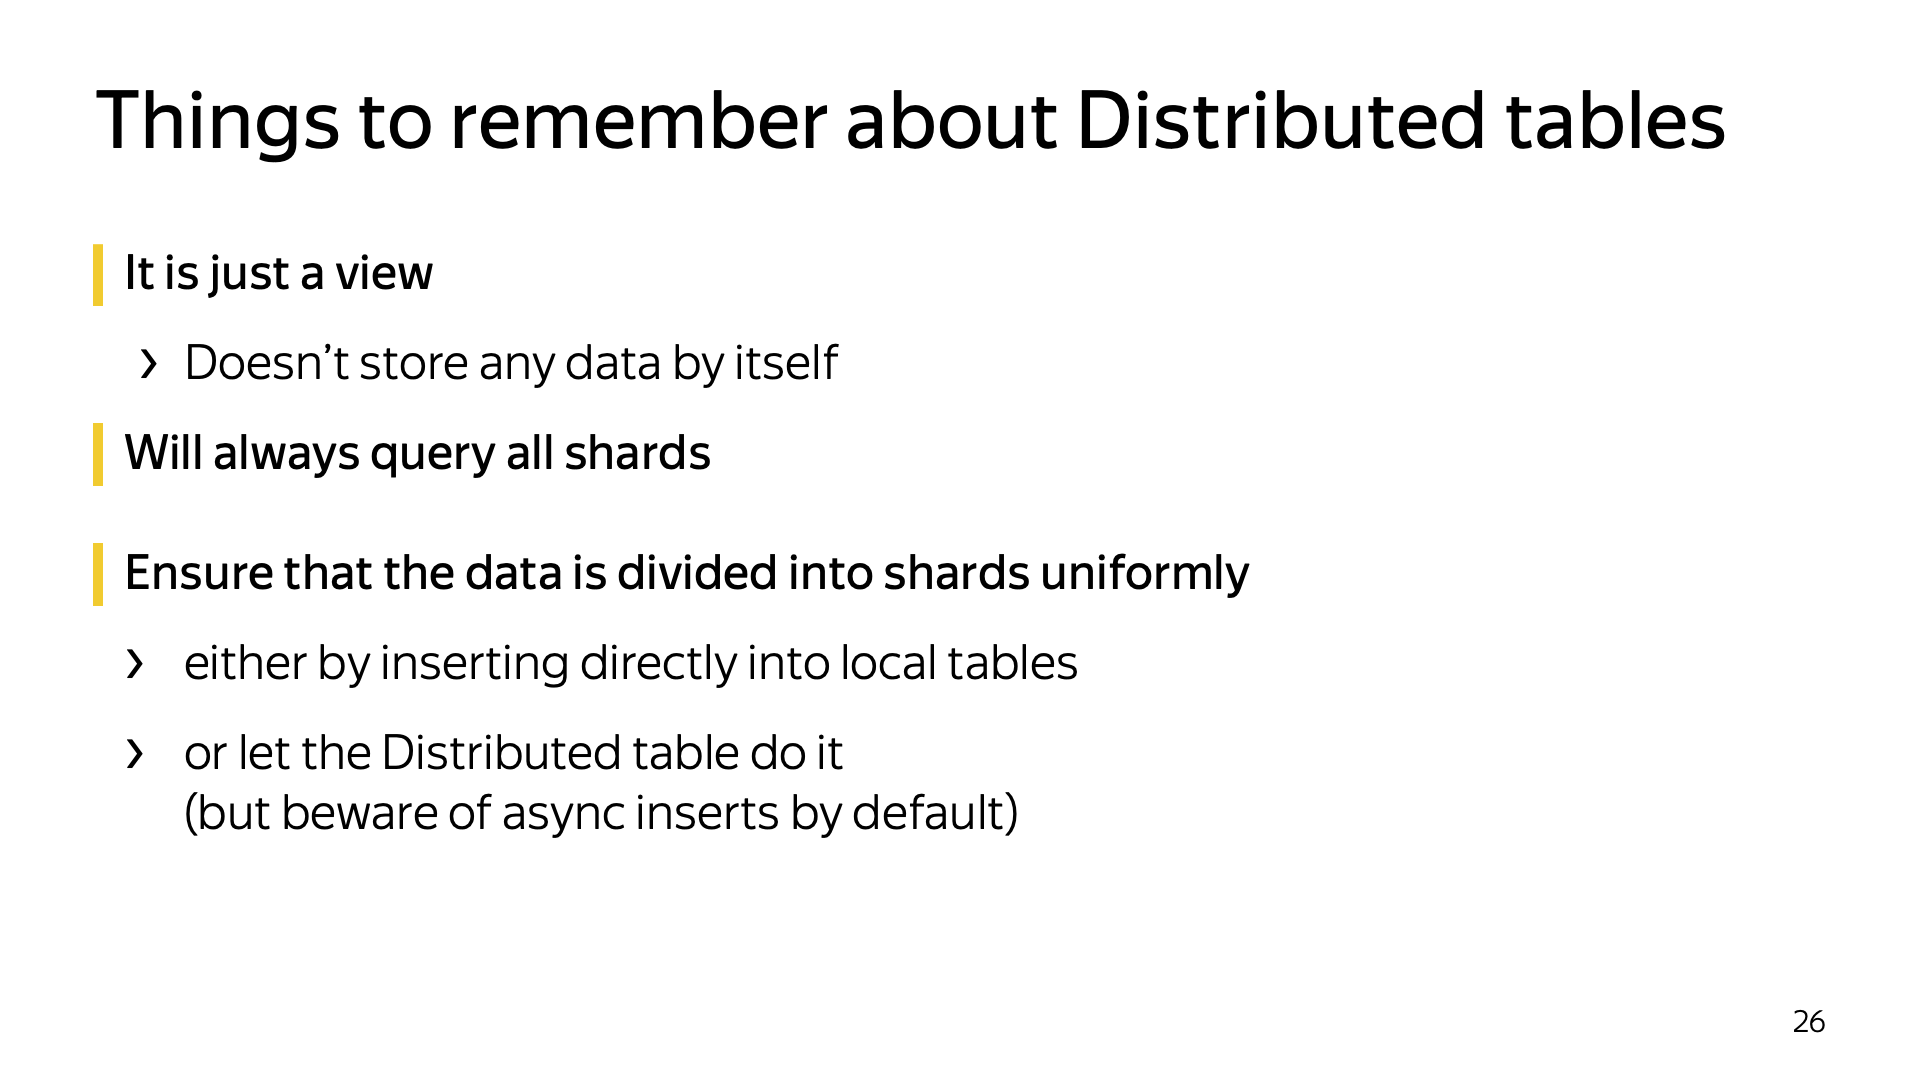 Things to remember about Distributed tables
It is just a view
› Doesn’t store any data by itself
Will always query all shards
Ensure that the data is divided into shards uniformly
› either by inserting directly into local tables
› or let the Distributed table do it
(but beware of async inserts by default)
26